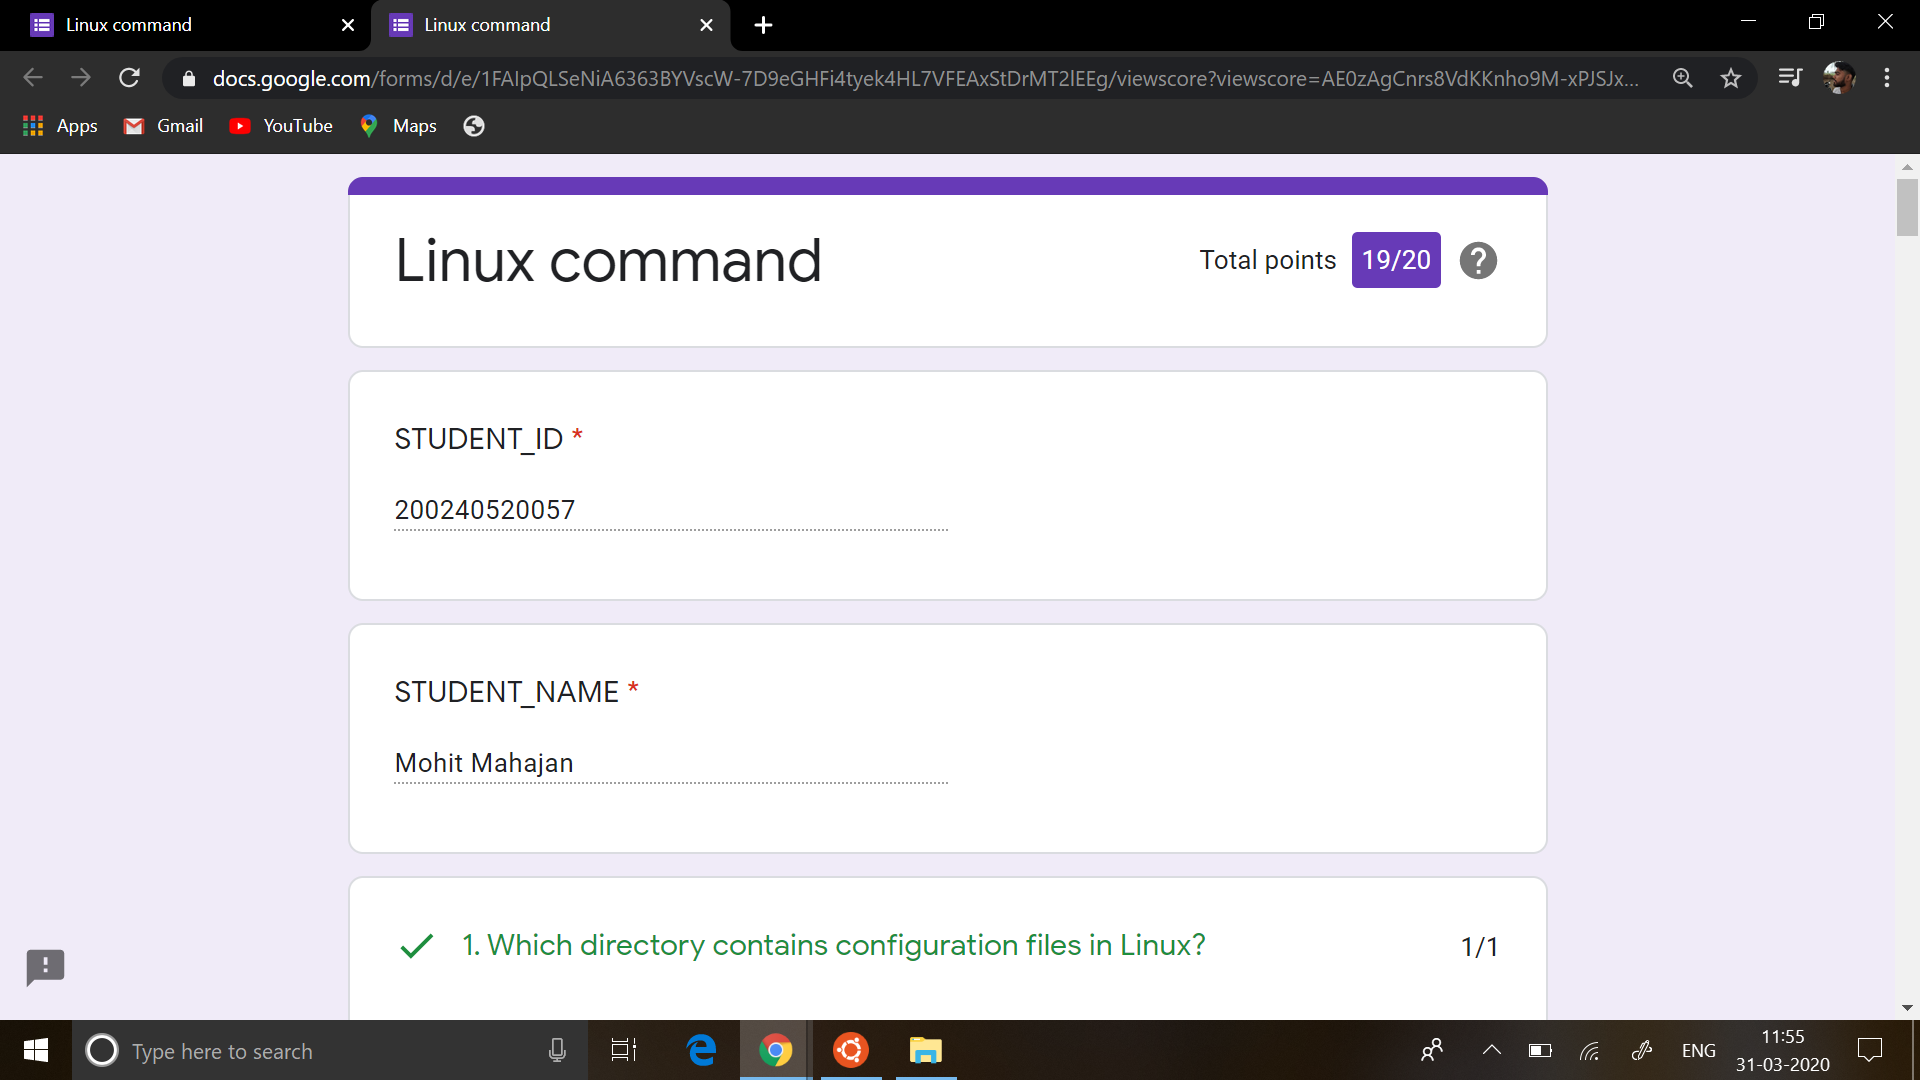 Linux command
Linux command
docs.google.com/forms/d/e/1FAIpQLSeNiA6363BYVscW-7D9eGHFi4tyek4HL7VFEAxStDrMT2lEEg/viewscore?viewscore=AE0zAgCnrs8VdKKnho9M-xPJSJx...
Apps Gmail YouTube Maps
Linux command
Total points 19/20
STUDENT_ID *
200240520057
STUDENT_NAME *
Mohit Mahajan
1. Which directory contains configuration files in Linux? 1/1
Type here to search
ENG
11:55
31-03-2020